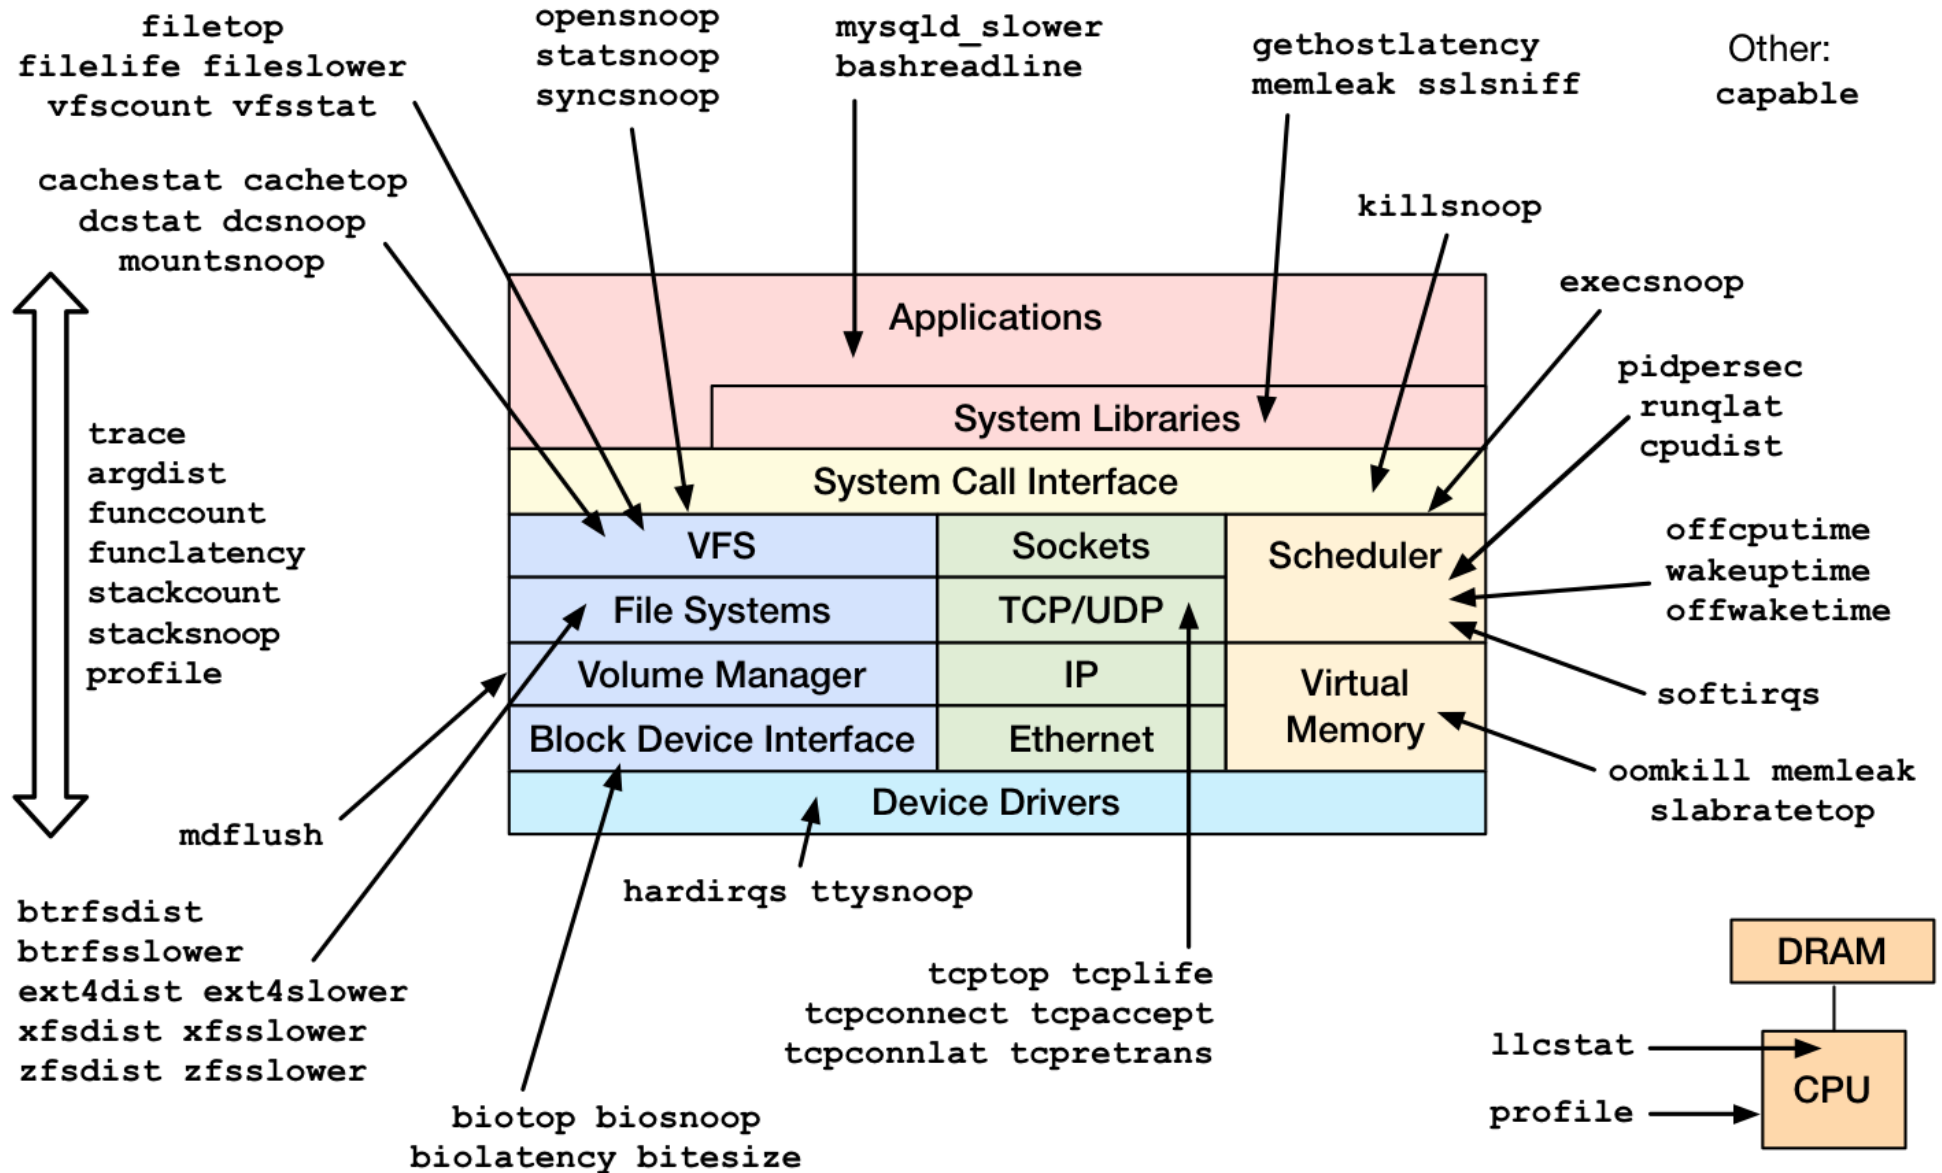 filetop
filelife fileslower
vfscount vfsstat
opensnoop
statsnoop
syncsnoop
mysqld_slower
bashreadline
gethostlatency
memleak sslsniff
Other:
capable
cachestat cachetop
dcstat dcsnoop
mountsnoop
killsnoop
execsnoop
pidpersec
runqlat
cpudist
offcputime
wakeuptime
offwaketime
softirqs
oomkill memleak
slabratetop
trace
argdist
funccount
funclatency
stackcount
stacksnoop
profile
Applications
System Libraries
System Call Interface
VFS
Sockets
Scheduler
File Systems
TCP/UDP
Volume Manager
IP
Virtual
Memory
Block Device Interface
Ethernet
Device Drivers
mdflush
hardirqs ttysnoop
btrfsdist
btrfsslower
ext4dist ext4slower
xfsdist xfsslower
zfsdist zfsslower
biotop biosnoop
biolatency bitesize
tcptop tcplife
tcpconnect tcpaccept
tcpconnlat tcpretrans
DRAM
llcstat
CPU
profile